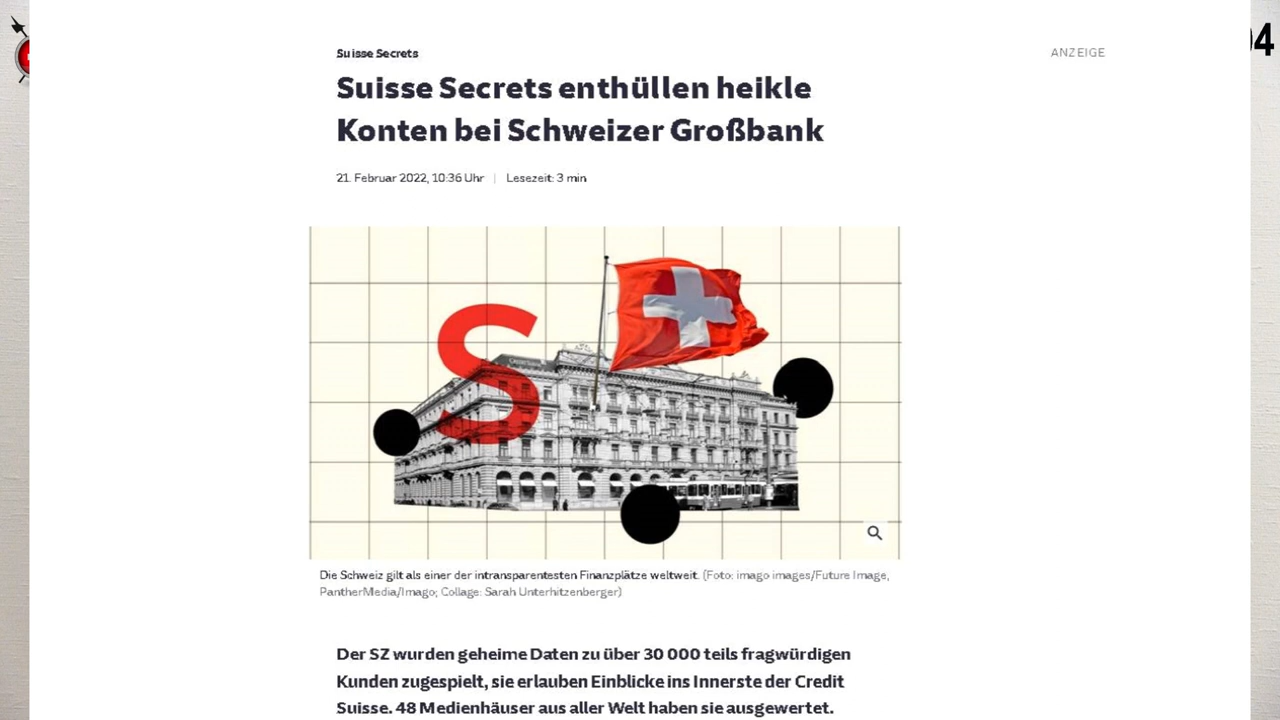 Suisse Secrets
ANZEIGE
Suisse Secrets enthüllen heikle
Konten bei Schweizer Großbank
21. Februar 2022, 10:36 Uhr | Lesezeit: 3 min
S
Die Schweiz gilt als einer der intransparentesten Finanzplätze weltweit. (Foto: imago images/Future Image,
PantherMedia/Imago; Collage: Sarah Unterhitzenberger)
Der SZ wurden geheime Daten zu über 30 000 teils fragwürdigen
Kunden zugespielt, sie erlauben Einblicke ins Innerste der Credit
Suisse. 48 Medienhäuser aus aller Welt haben sie ausgewertet.